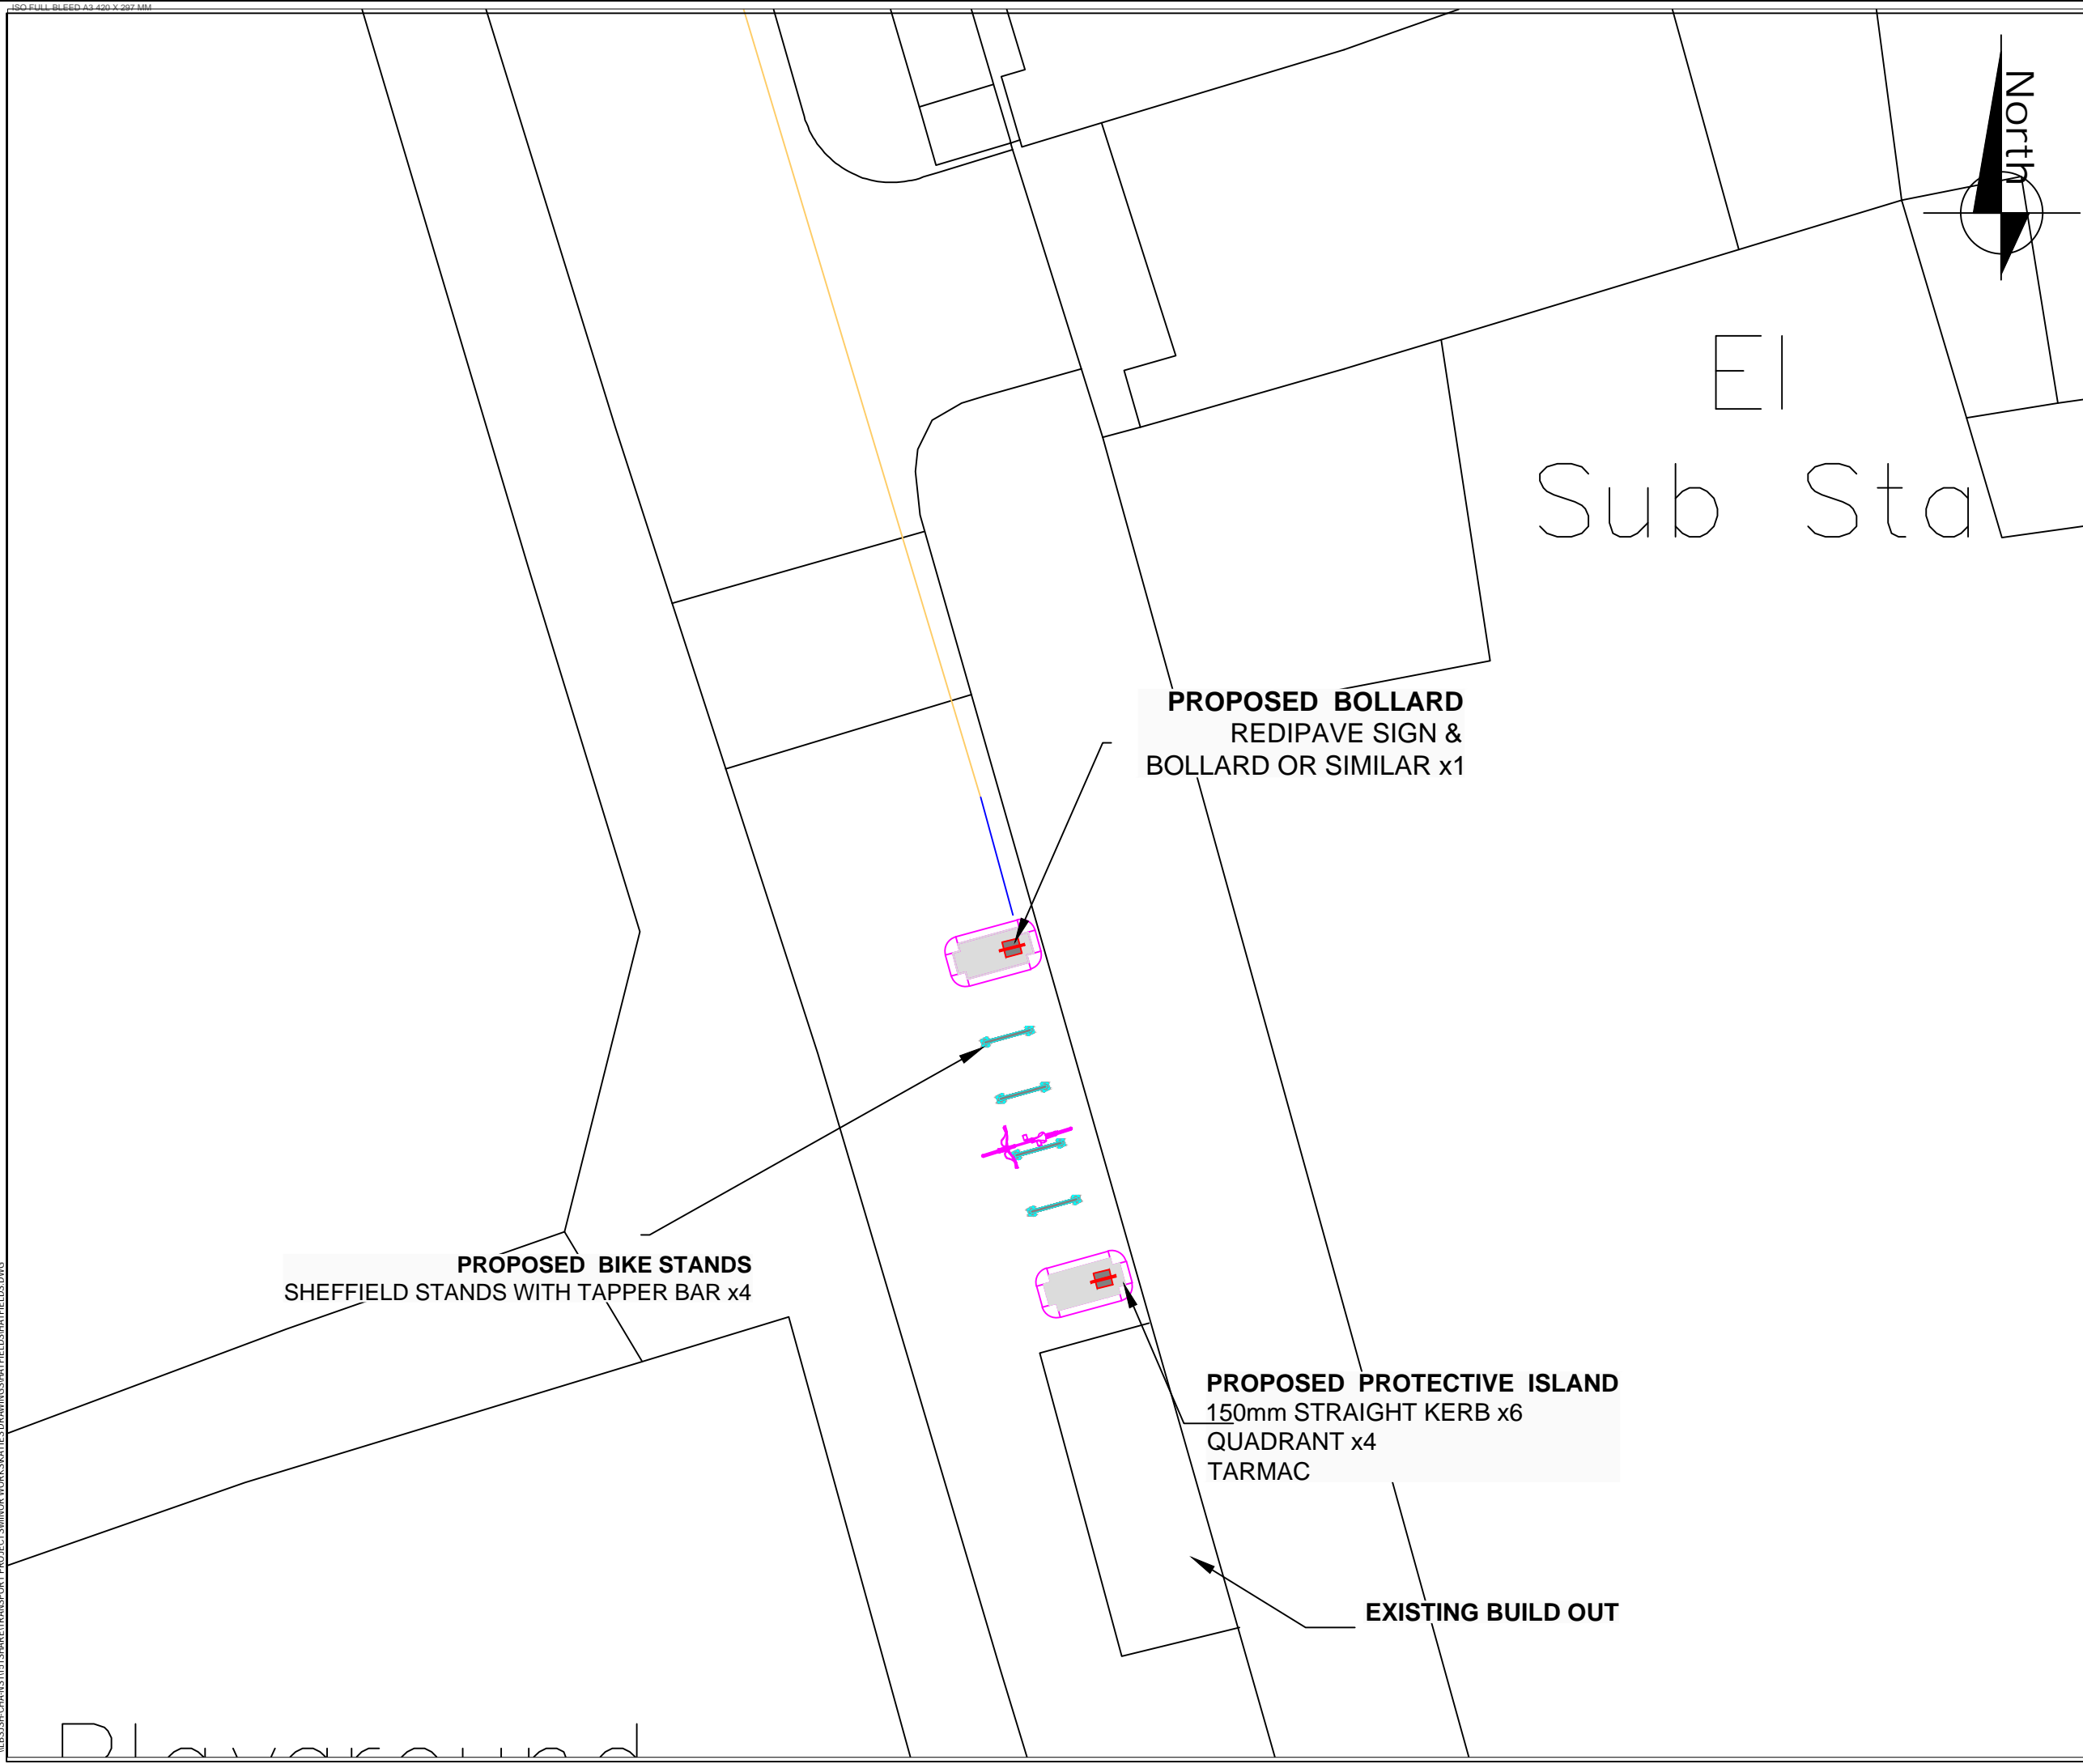 ISO FULL BLEED A3 420 X 297 MM
North
El
Sub Sta
PROPOSED BOLLARD
REDIPAVE SIGN &
BOLLARD OR SIMILAR x1
PROPOSED BIKE STANDS
SHEFFIELD STANDS WITH TAPPER BAR x4
PROPOSED PROTECTIVE ISLAND
150mm STRAIGHT KERB x6
QUADRANT x4
TARMAC
EXISTING BUILD OUT
Playground